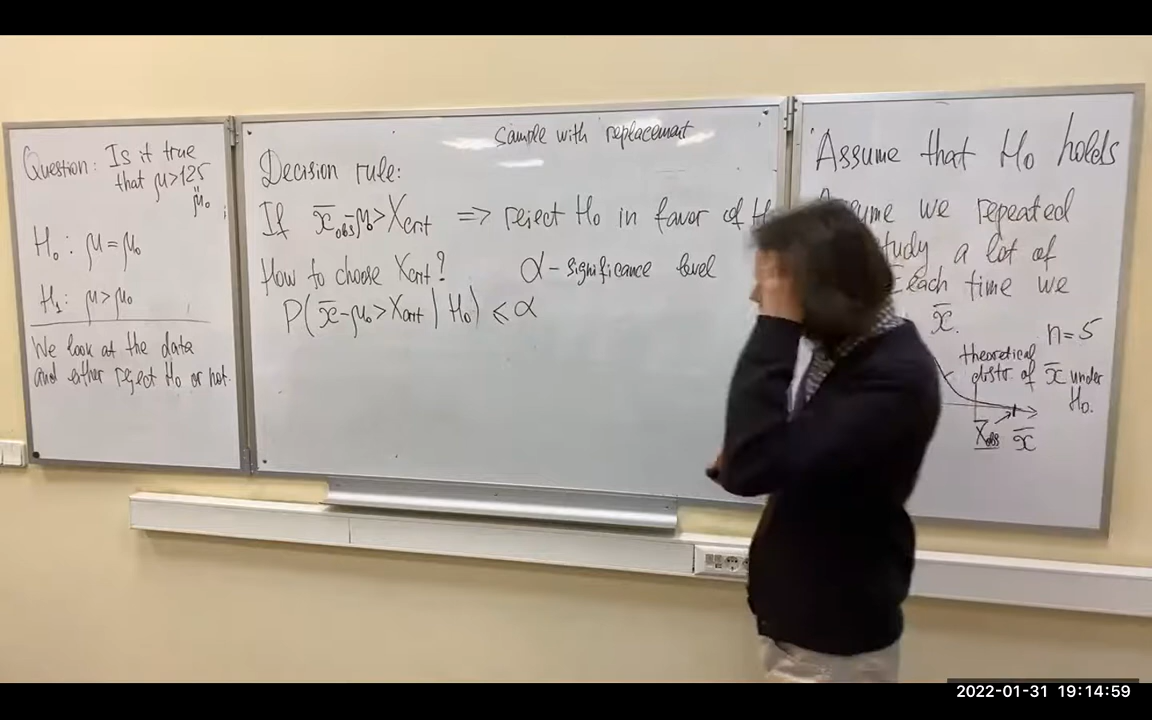 Question: Is it true
that μ>125
"
μ₀
H₀: μ=μ₀
H₁: μ>μ₀
We look at the data
and either reject H₀ or not.
Sample with replacement
Decision rule:
If x̄obs-μ₀>Xcrit => reject H₀ in favor of H
How to choose Xcrit? α-significance level
P(x̄-μ₀>Xcrit | H₀) ≤ α
Assume that H₀ holds
we repeated
study a lot of
Each time we
x̄.
n=5
theoretical
distr. of x̄ under
H₀.
Xobs x̄
2022-01-31 19:14:59